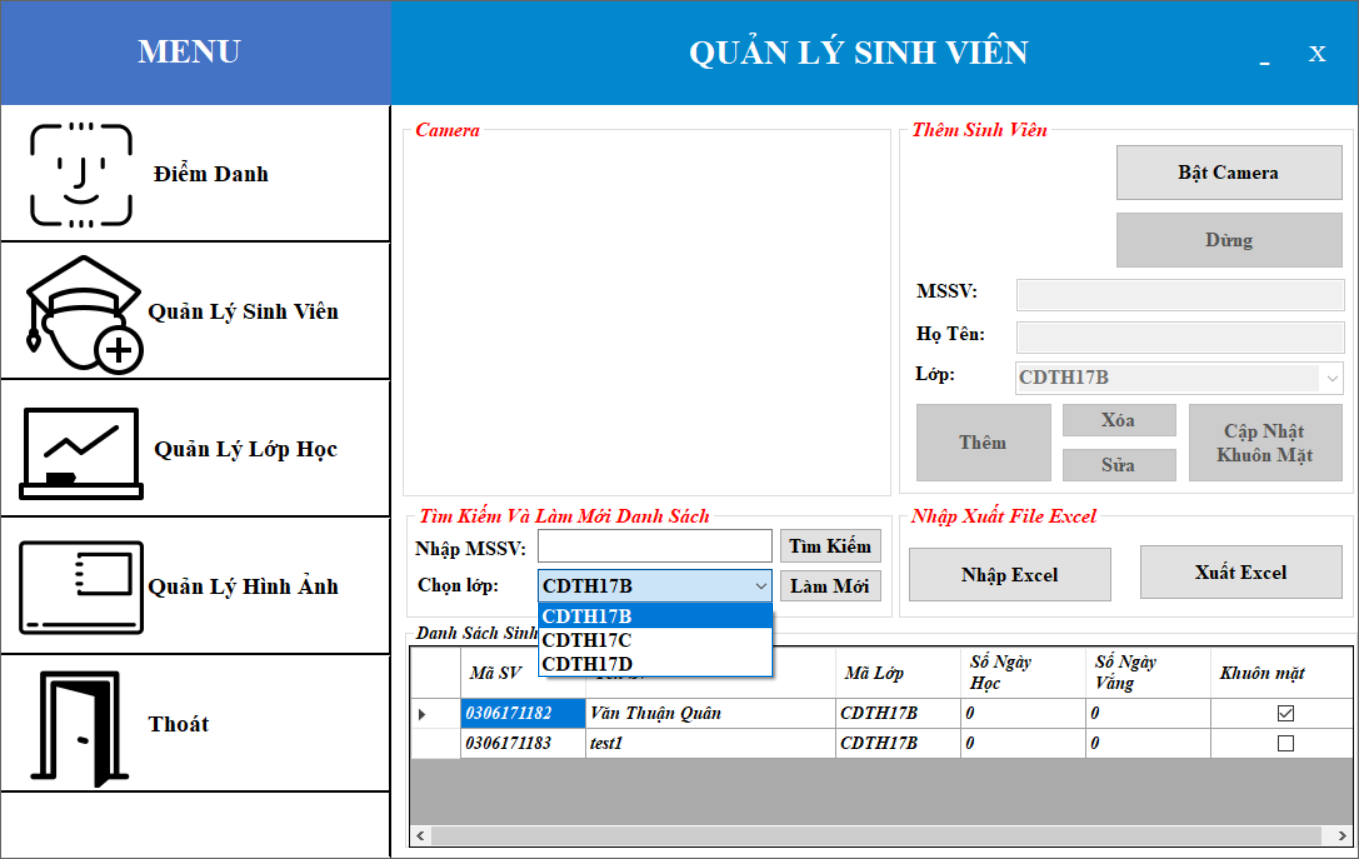 MENU
QUẢN LÝ SINH VIÊN
_ X
Điểm Danh
Quản Lý Sinh Viên
Quản Lý Lớp Học
Quản Lý Hình Ảnh
Thoát
Camera
Thêm Sinh Viên
Bật Camera
Dừng
MSSV:
Họ Tên:
Lớp: CDTH17B
Thêm
Xóa
Sửa
Cập Nhật
Khuôn Mặt
Tìm Kiếm Và Làm Mới Danh Sách
Nhập MSSV:
Tìm Kiếm
Chọn lớp: CDTH17B
Làm Mới
CDTH17B
CDTH17C
CDTH17D
Nhập Xuất File Excel
Nhập Excel
Xuất Excel
Danh Sách Sinh
Mã SV
Mã Lớp
Số Ngày
Học
Số Ngày
Vắng
Khuôn mặt
0306171182 Văn Thuận Quân CDTH17B 0 0
0306171183 test1 CDTH17B 0 0